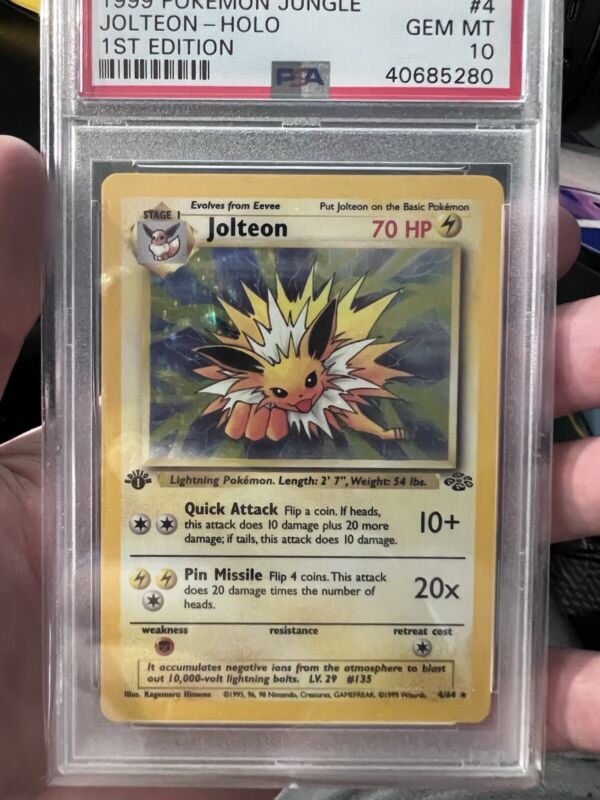 1999 POKEMON JUNGLE #4
JOLTEON-HOLO GEM MT
1ST EDITION 10
PSA 40685280
Evolves from Eevee Put Jolteon on the Basic Pokémon
STAGE 1 Jolteon 70 HP
EDITION 1
Lightning Pokémon. Length: 2' 7", Weight: 54 lbs.
Quick Attack Flip a coin. If heads,
this attack does 10 damage plus 20 more 10+
damage; if tails, this attack does 10 damage.
Pin Missile Flip 4 coins. This attack
does 20 damage times the number of 20x
heads.
weakness resistance retreat cost
It accumulates negative ions from the atmosphere to blast
out 10,000-volt lightning bolts. LV. 29 #135
Illus. Kagemaru Himeno ©1995, 96, 98 Nintendo, Creatures, GAMEFREAK. ©1999 Wizards. 4/64 ★